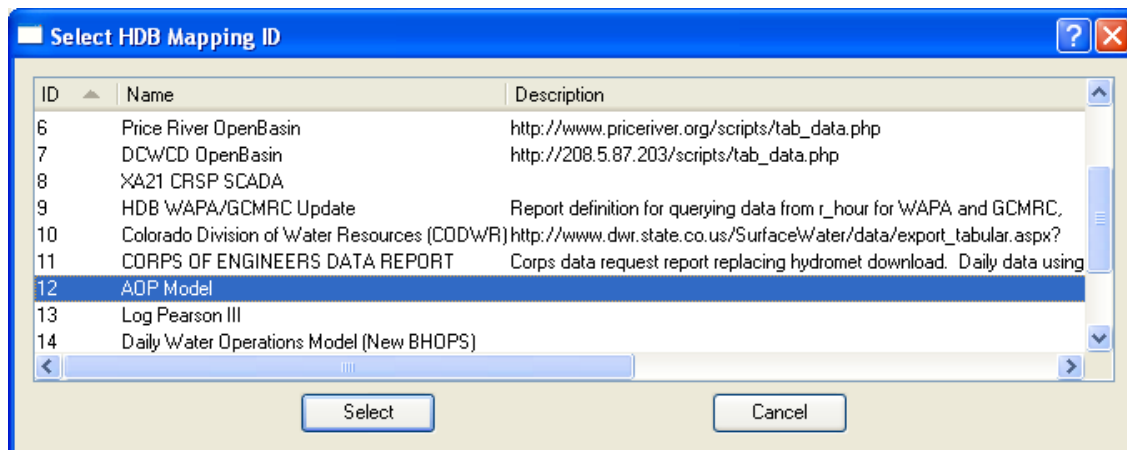 Select HDB Mapping ID
ID Name Description
6 Price River OpenBasin http://www.priceriver.org/scripts/tab_data.php
7 DCWCD OpenBasin http://208.5.87.203/scripts/tab_data.php
8 XA21 CRSP SCADA
9 HDB WAPA/GCMRC Update Report definition for querying data from r_hour for WAPA and GCMRC,
10 Colorado Division of Water Resources (CODWR) http://www.dwr.state.co.us/SurfaceWater/data/export_tabular.aspx?
11 CORPS OF ENGINEERS DATA REPORT Corps data request report replacing hydromet download. Daily data using
12 AOP Model
13 Log Pearson III
14 Daily Water Operations Model (New BHOPS)
Select Cancel